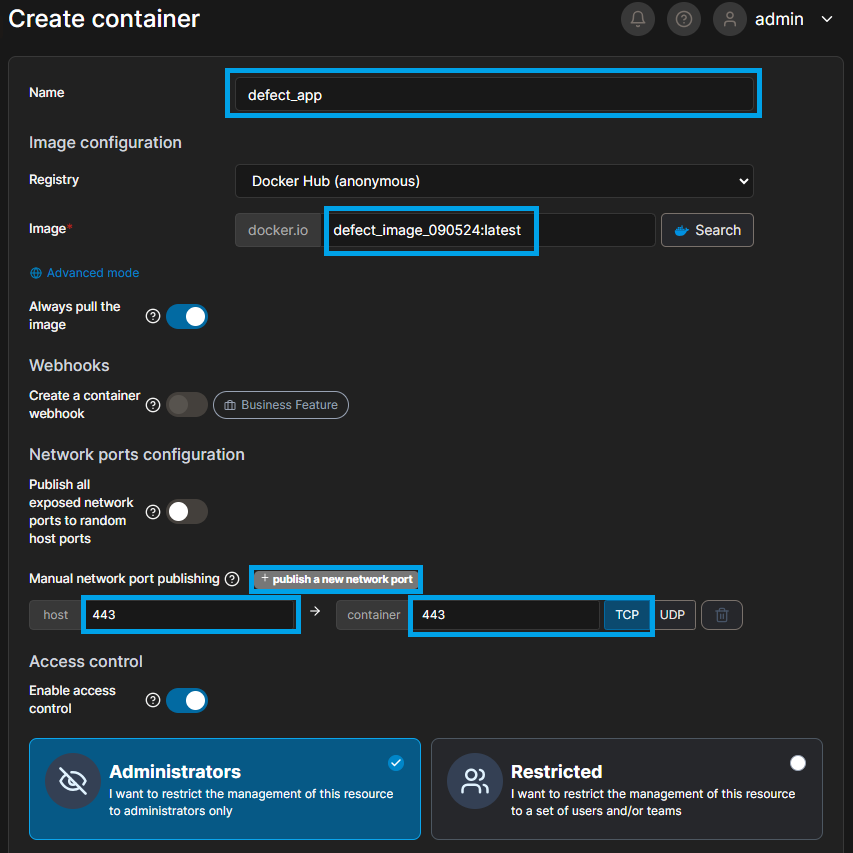 Create container
admin
Name
defect_app
Image configuration
Registry
Docker Hub (anonymous)
Image*
docker.io
defect_image_090524:latest
Search
Advanced mode
Always pull the
image
Webhooks
Create a container
webhook
Business Feature
Network ports configuration
Publish all
exposed network
ports to random
host ports
Manual network port publishing
+ publish a new network port
host
443
→
container
443
TCP
UDP
Access control
Enable access
control
Administrators
I want to restrict the management of this resource
to administrators only
Restricted
I want to restrict the management of this resource
to a set of users and/or teams